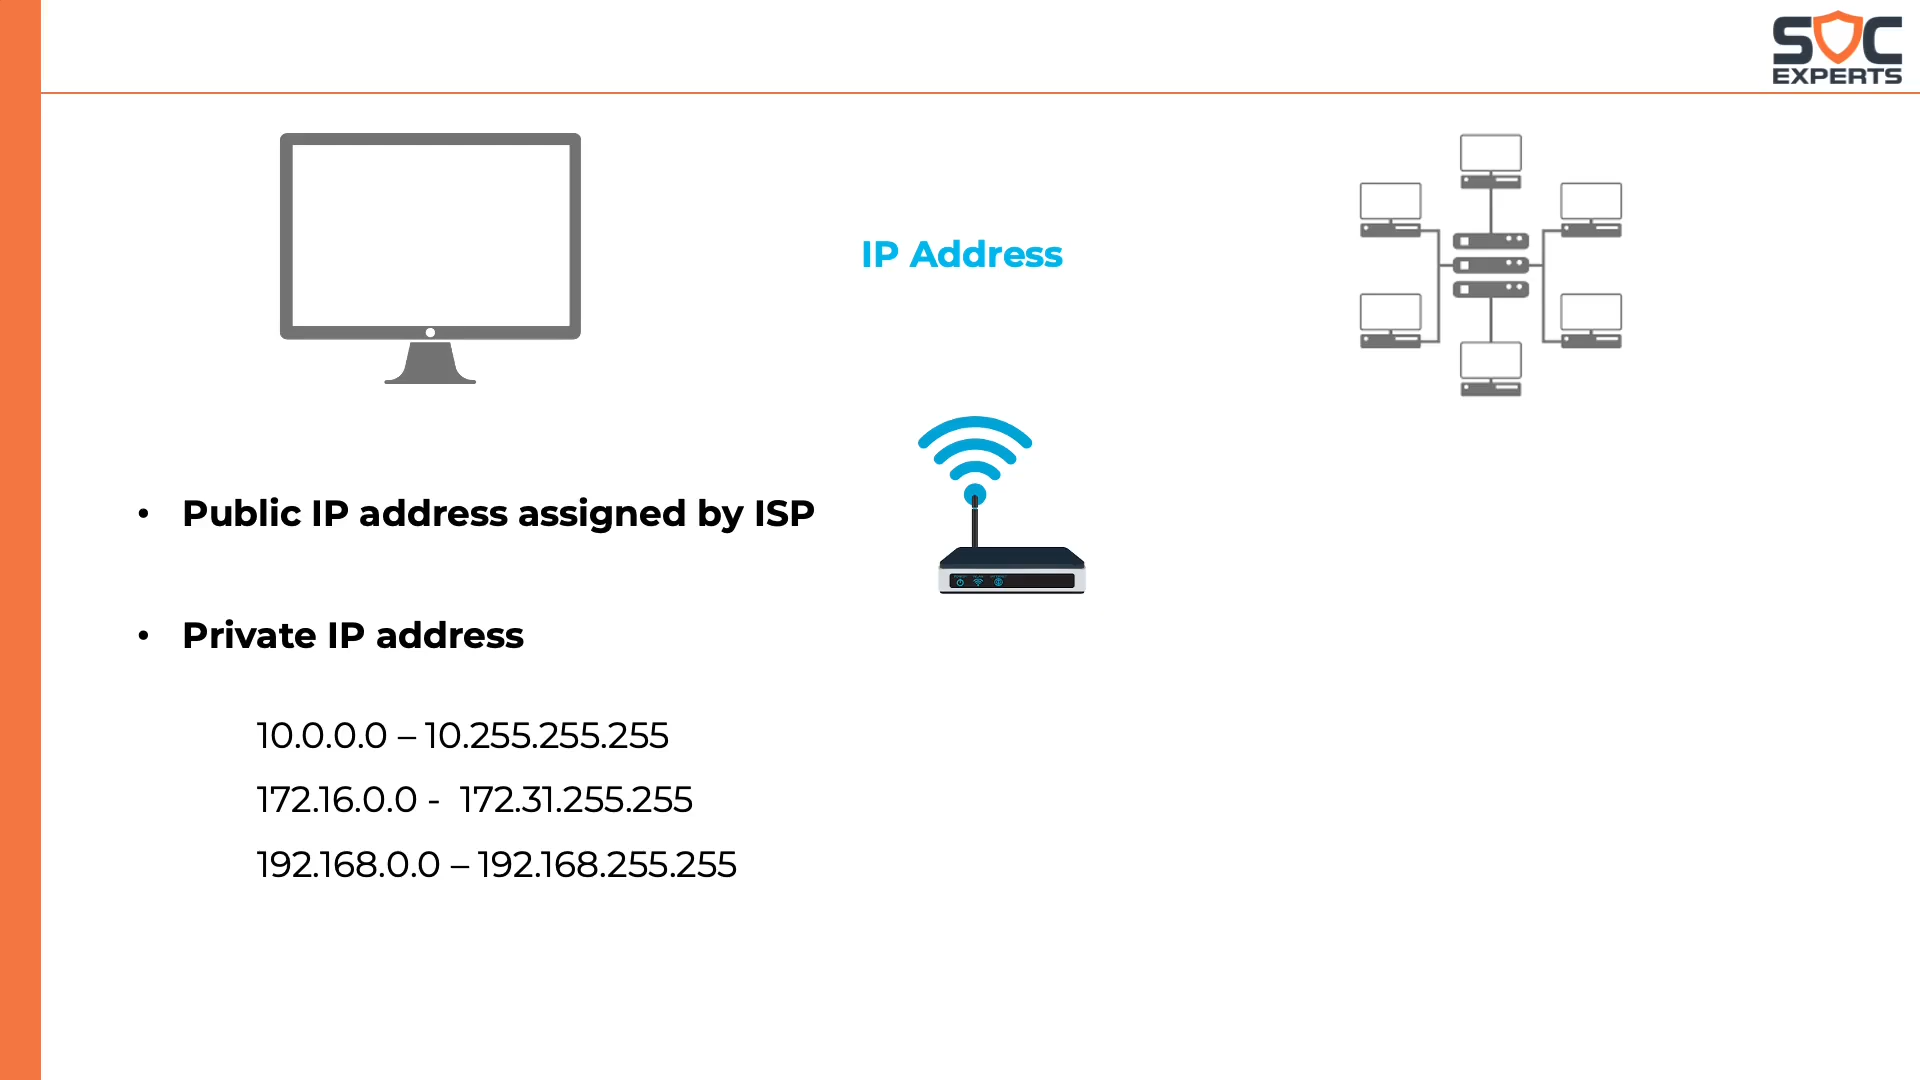 SOC
EXPERTS
IP Address
• Public IP address assigned by ISP
• Private IP address
10.0.0.0 – 10.255.255.255
172.16.0.0 - 172.31.255.255
192.168.0.0 – 192.168.255.255